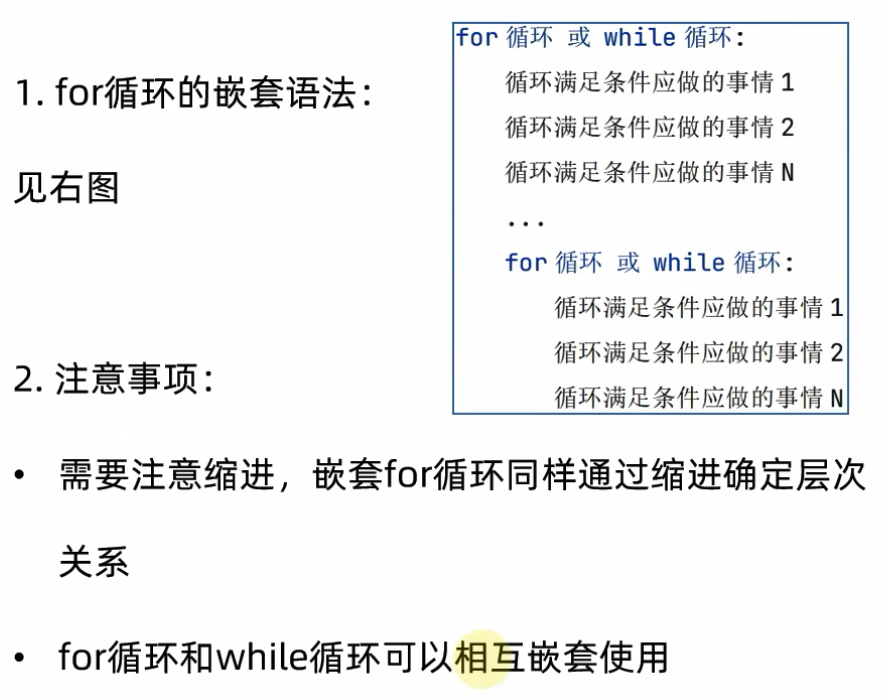 1. for循环的嵌套语法：
见右图
for 循环 或 while 循环:
循环满足条件应做的事情 1
循环满足条件应做的事情 2
循环满足条件应做的事情 N
...
for 循环 或 while 循环:
循环满足条件应做的事情 1
循环满足条件应做的事情 2
循环满足条件应做的事情 N
2. 注意事项：
• 需要注意缩进，嵌套for循环同样通过缩进确定层次
关系
• for循环和while循环可以相互嵌套使用